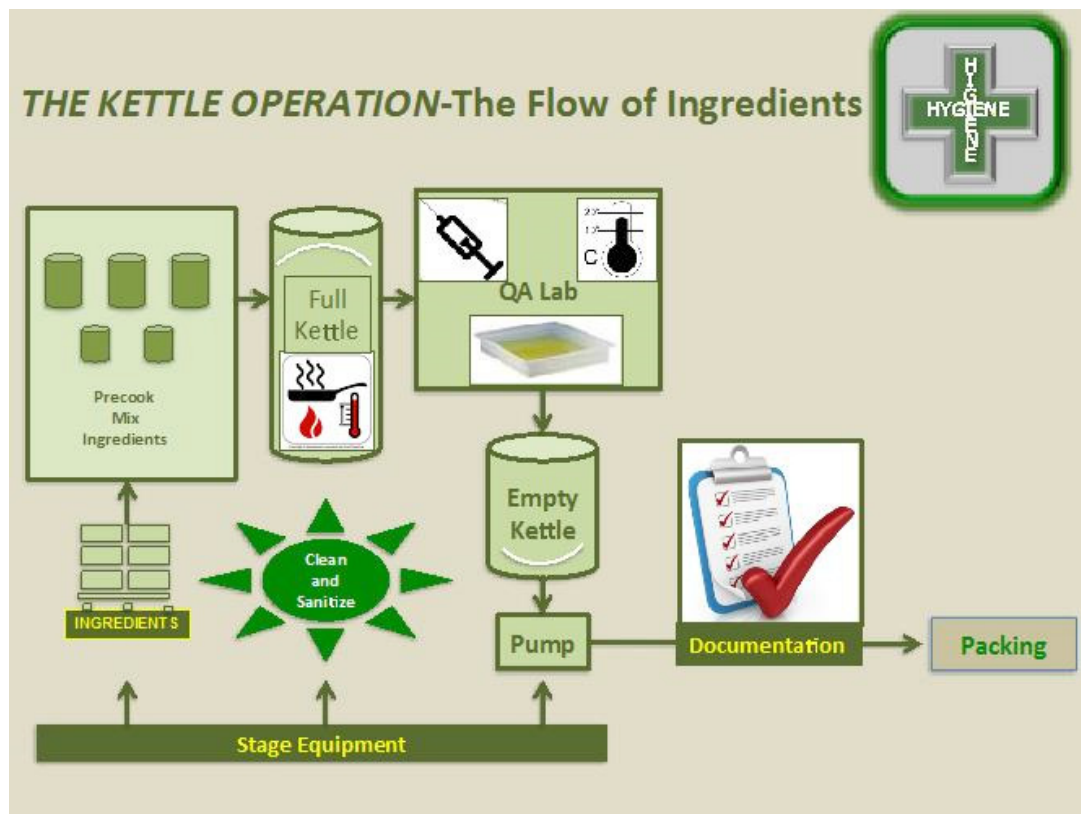 THE KETTLE OPERATION-The Flow of Ingredients
HYGIENE
HYGIENE
Full
Kettle
C
QA Lab
Precook
Mix
Ingredients
Empty
Kettle
Clean
and
Sanitize
INGREDIENTS
Pump
Documentation
Packing
Stage Equipment